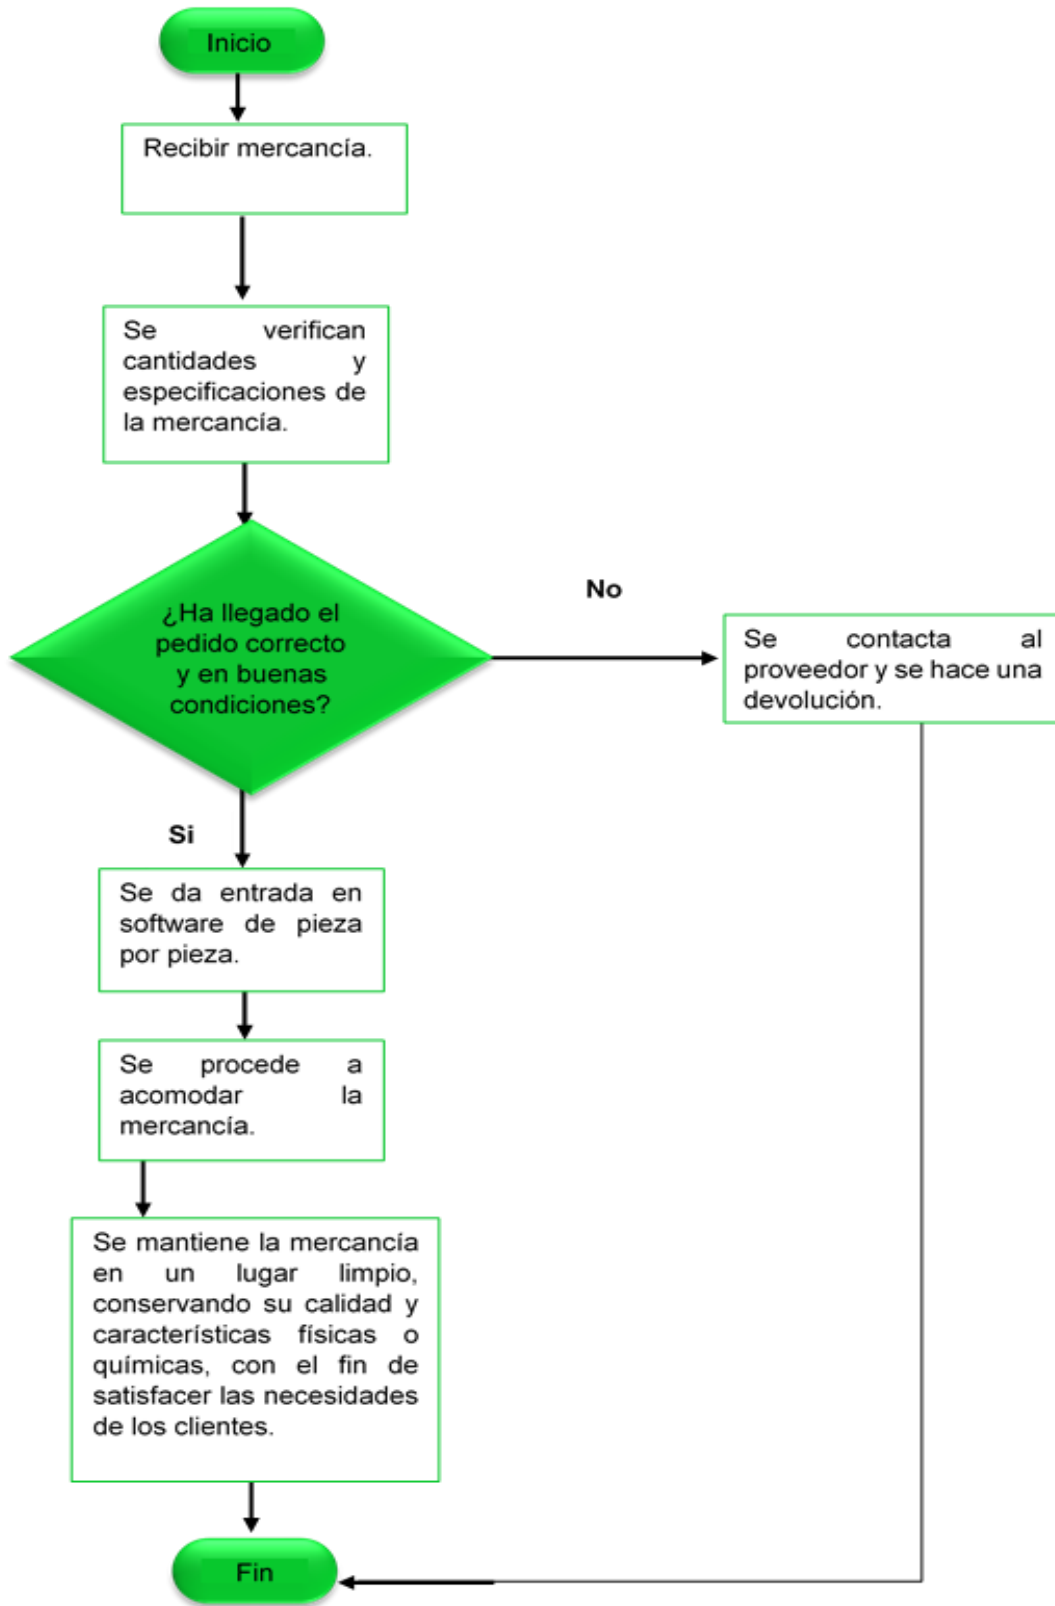 Inicio
Recibir mercancía.
Se verifican
cantidades y
especificaciones de
la mercancía.
¿Ha llegado el
pedido correcto
y en buenas
condiciones?
No
Se contacta al
proveedor y se hace una
devolución.
Si
Se da entrada en
software de pieza
por pieza.
Se procede a
acomodar la
mercancía.
Se mantiene la mercancía
en un lugar limpio,
conservando su calidad y
característícas físicas o
químicas, con el fin de
satisfacer las necesidades
de los clientes.
Fin